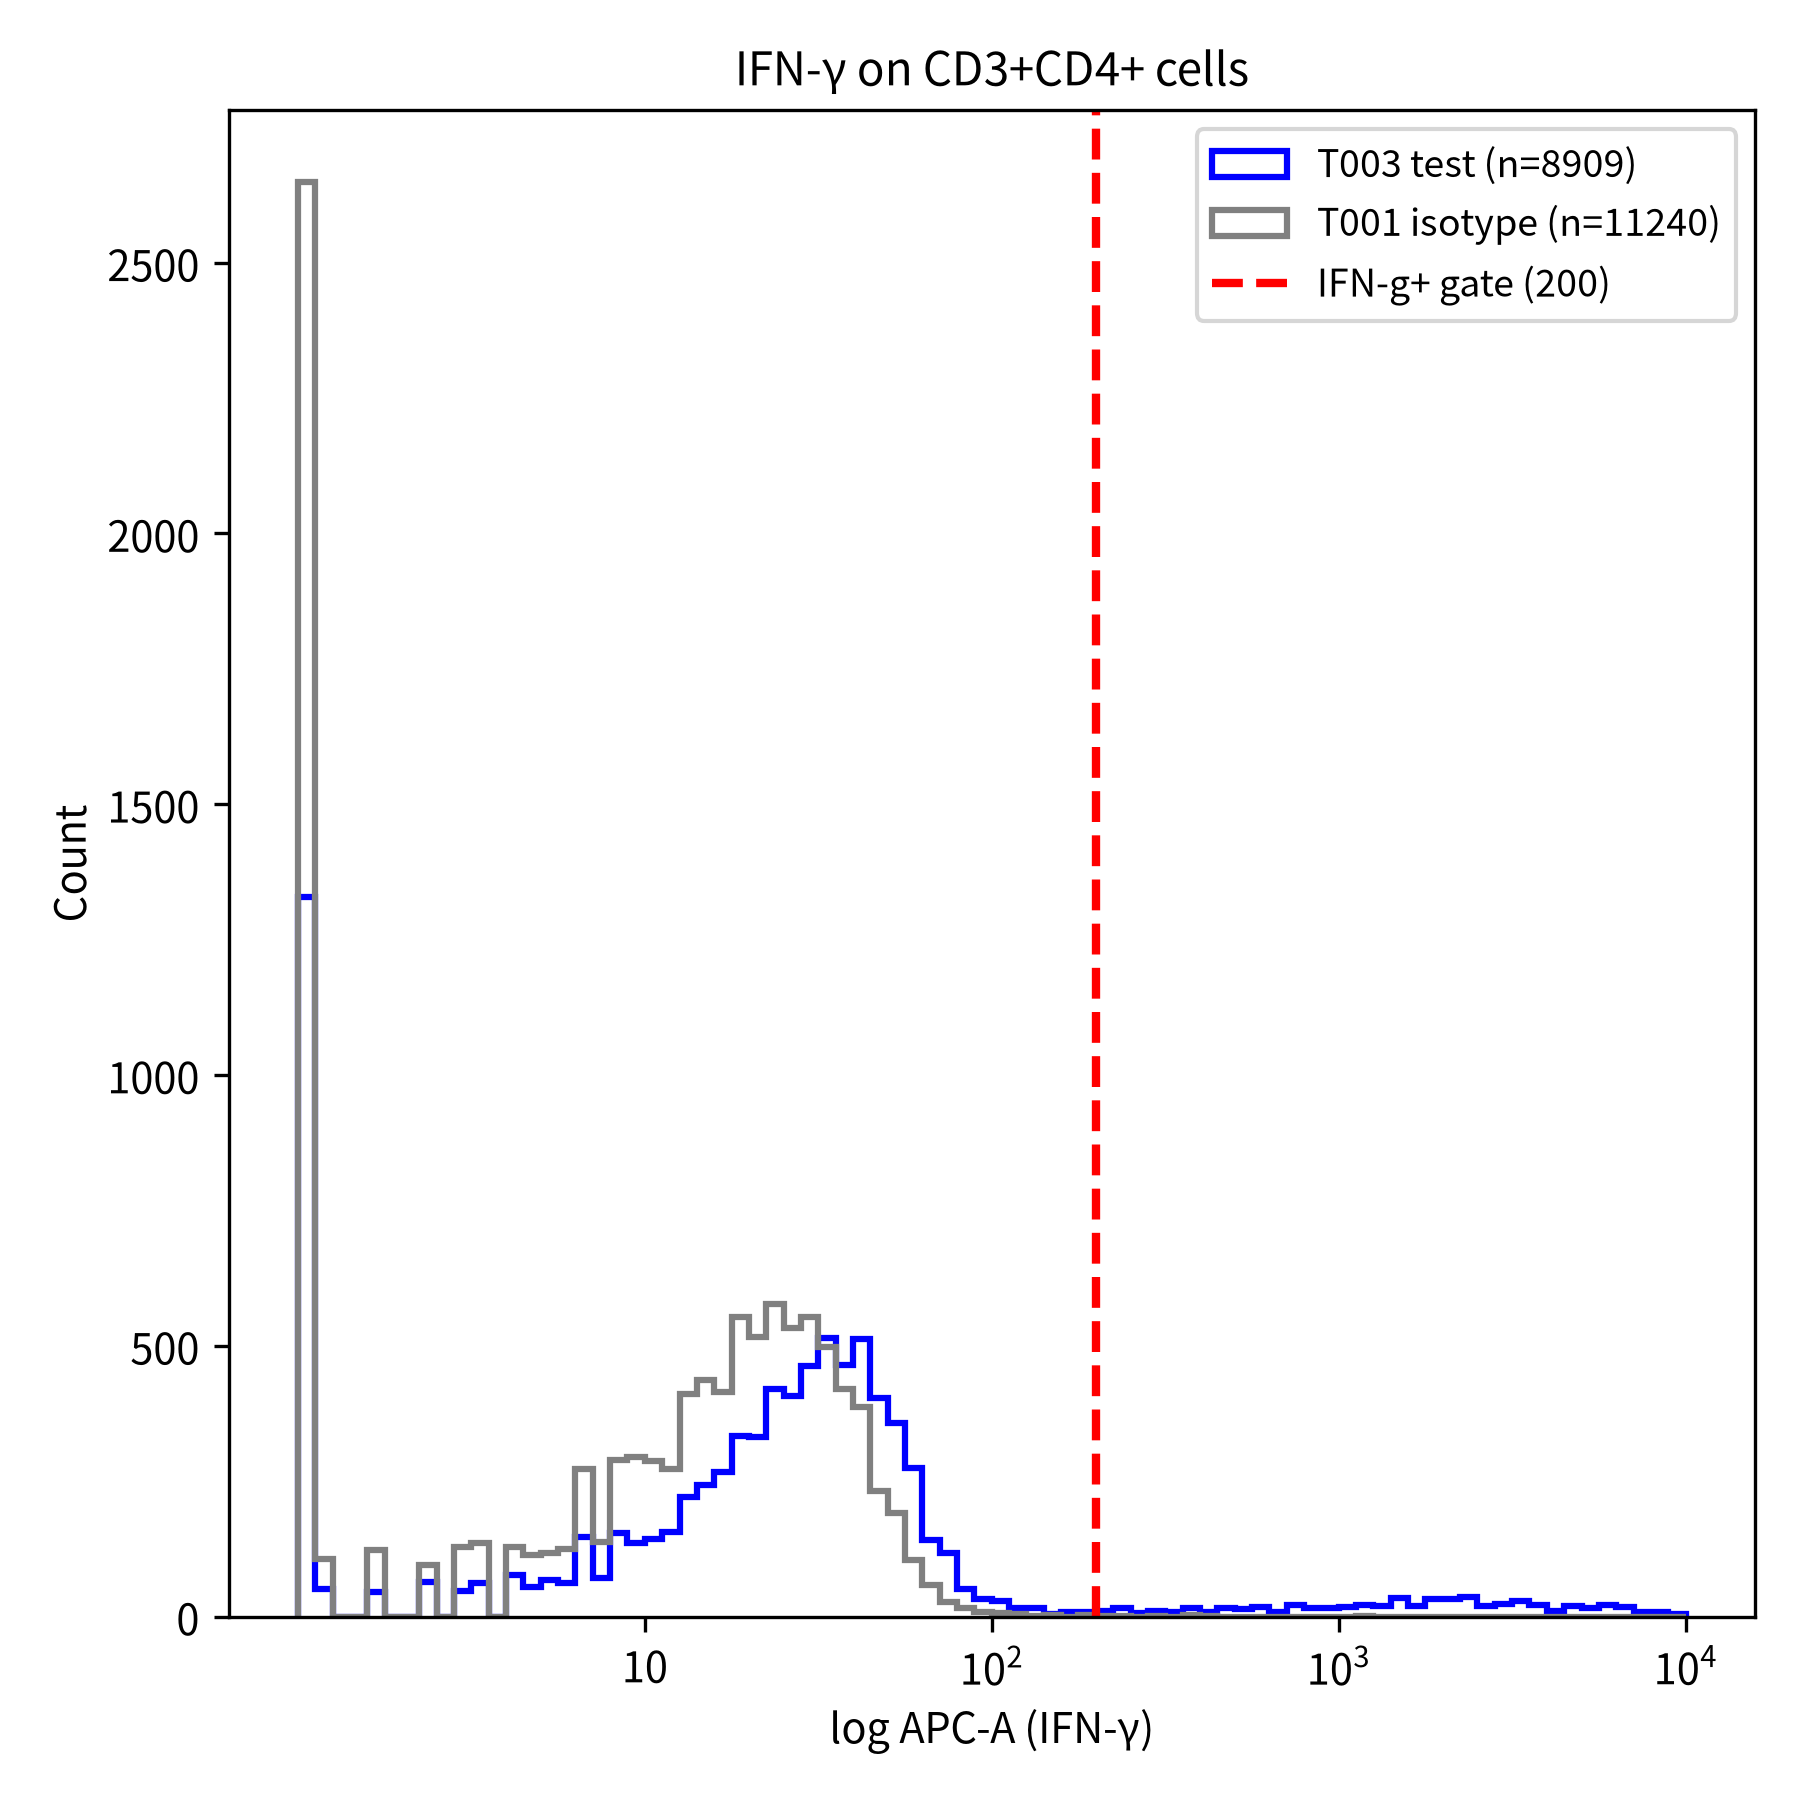 IFN-γ on CD3+CD4+ cells
T003 test (n=8909)
T001 isotype (n=11240)
IFN-g+ gate (200)
Count
2500
2000
1500
1000
500
0
10 10² 10³ 10⁴
log APC-A (IFN-γ)